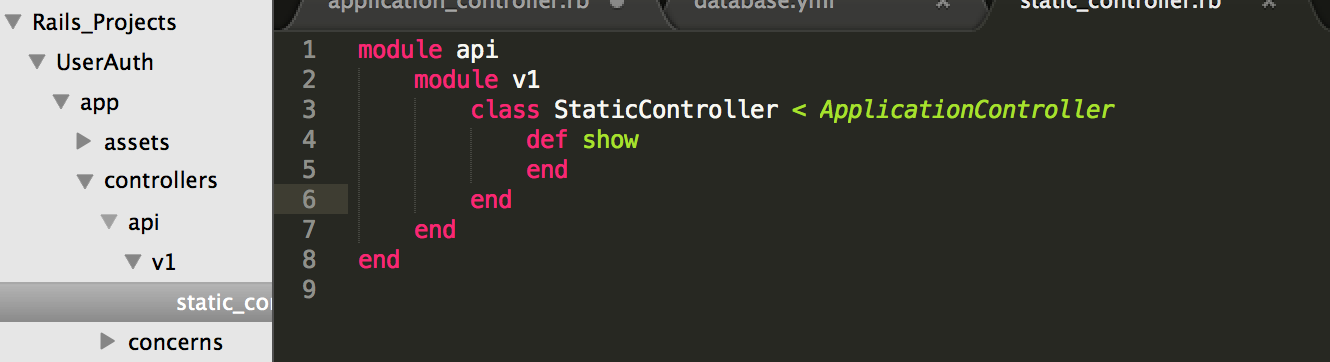 Rails_Projects
UserAuth
app
assets
controllers
api
v1
static_co
concerns
application_controller.rb
database.yml
static_controller.rb
1 module api
2 module v1
3 class StaticController < ApplicationController
4 def show
5 end
6 end
7 end
8 end
9